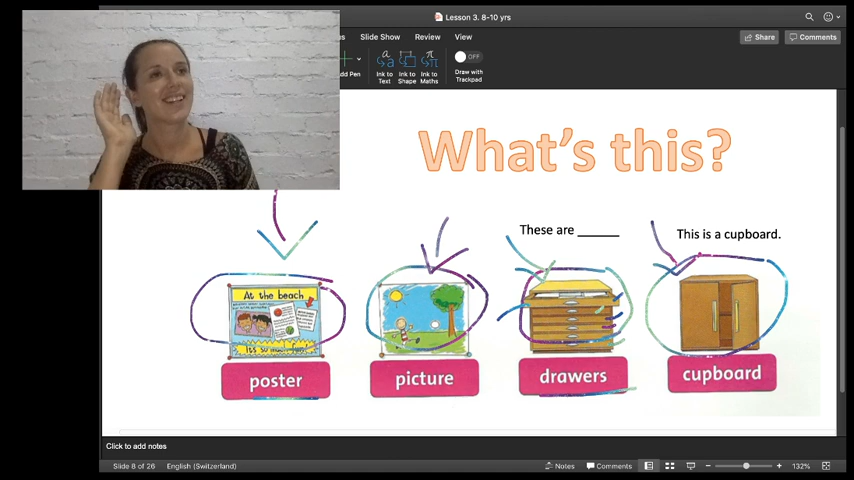 Lesson 3. 8-10 yrs
Slide Show
Review
View
Share
Comments
Ink to Text
Ink to Shape
Ink to Maths
OFF
Draw with Trackpad
What's this?
These are ______
This is a cupboard.
At the beach
poster
picture
drawers
cupboard
Click to add notes
Slide 8 of 26
English (Switzerland)
Notes
Comments
132%